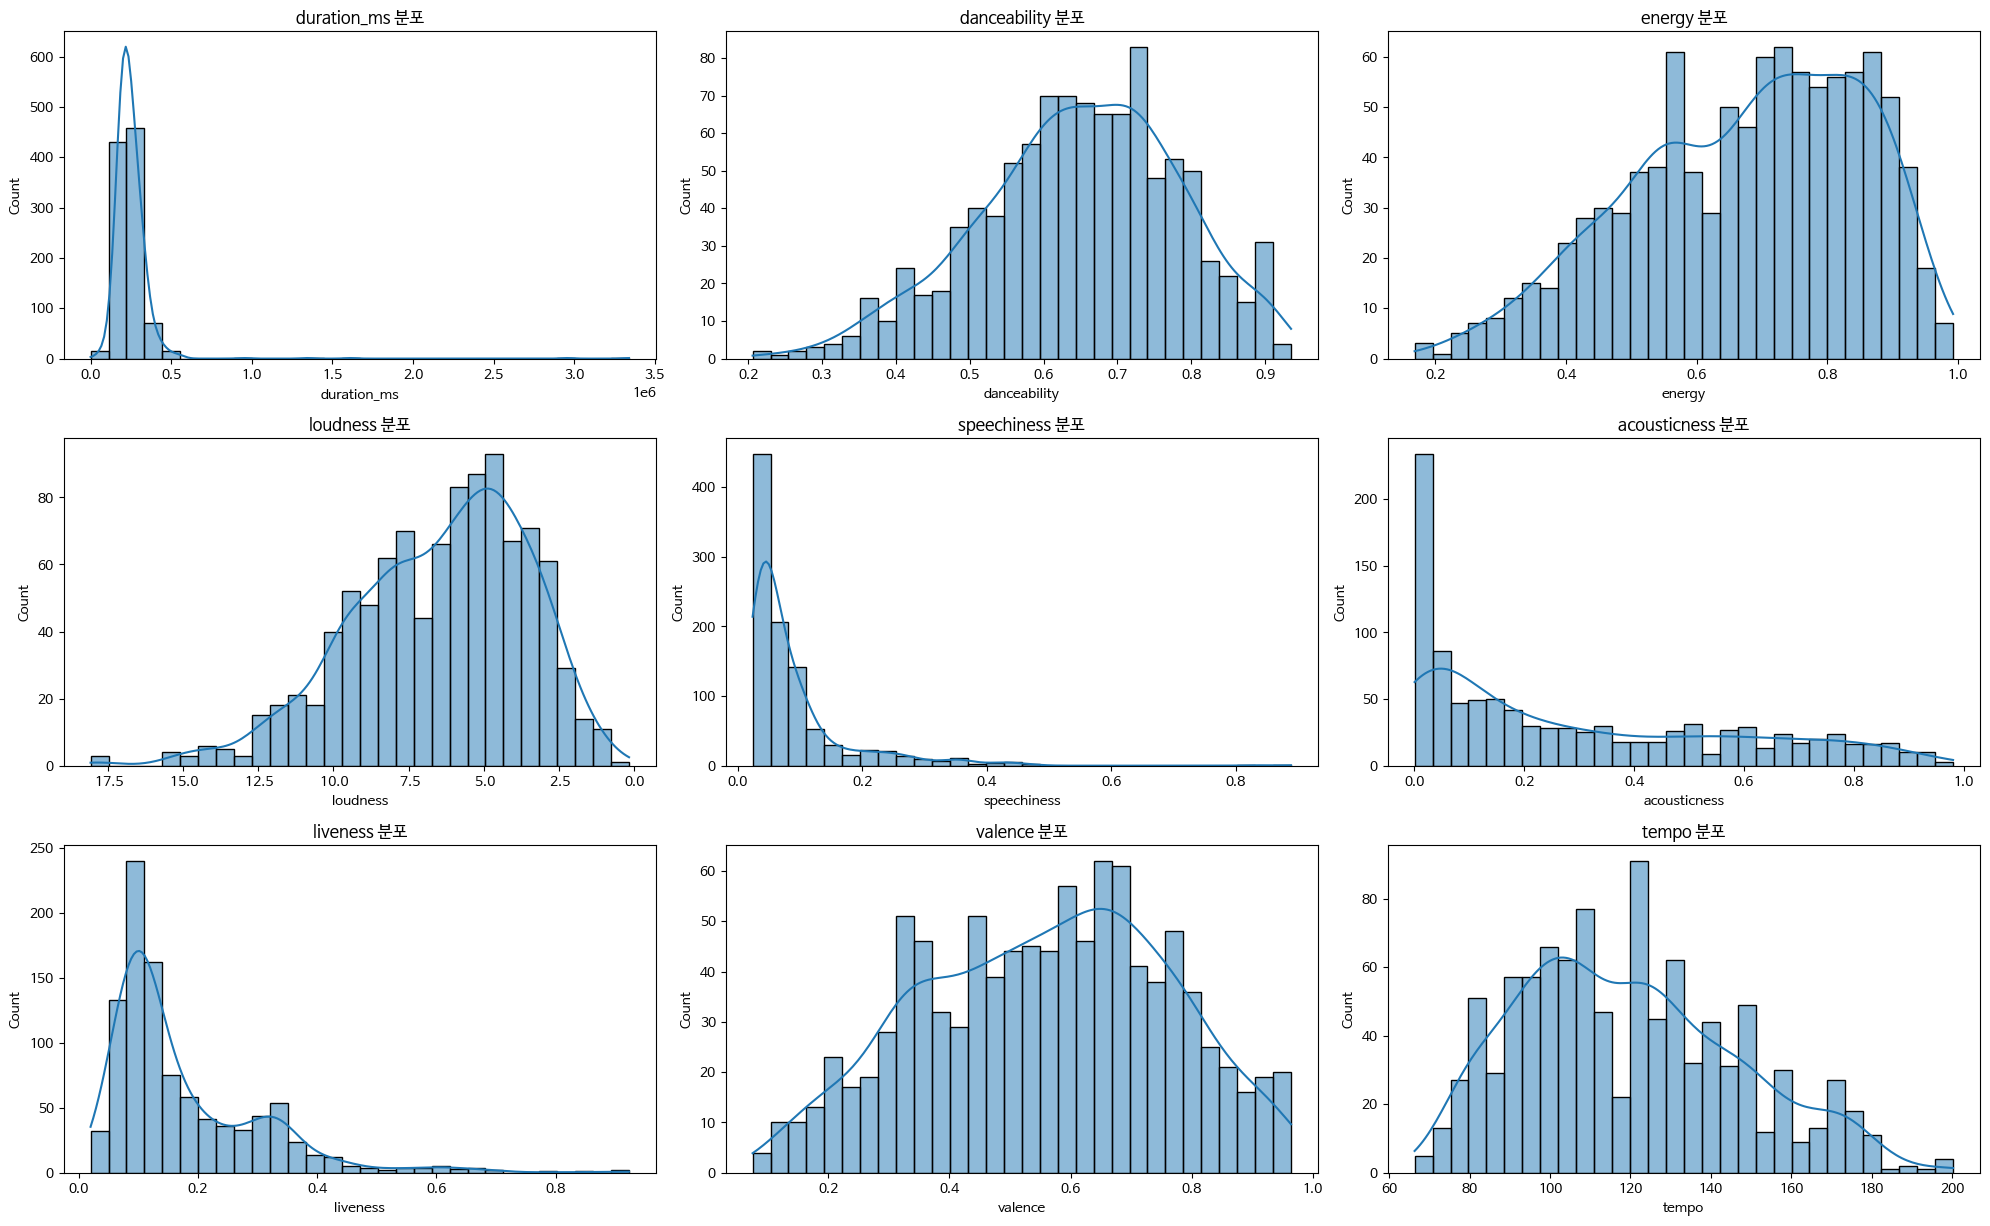 duration_ms 분포
600
500
400
300
200
100
0
Count
0.0 0.5 1.0 1.5 2.0 2.5 3.0 3.5
1e6
duration_ms
danceability 분포
80
70
60
50
40
30
20
10
0
Count
0.2 0.3 0.4 0.5 0.6 0.7 0.8 0.9
danceability
energy 분포
60
50
40
30
20
10
0
Count
0.2 0.4 0.6 0.8 1.0
energy
loudness 분포
80
60
40
20
0
Count
17.5 15.0 12.5 10.0 7.5 5.0 2.5 0.0
loudness
speechiness 분포
400
300
200
100
0
Count
0.0 0.2 0.4 0.6 0.8
speechiness
acousticness 분포
200
150
100
50
0
Count
0.0 0.2 0.4 0.6 0.8 1.0
acousticness
liveness 분포
250
200
150
100
50
0
Count
0.0 0.2 0.4 0.6 0.8
liveness
valence 분포
60
50
40
30
20
10
0
Count
0.2 0.4 0.6 0.8 1.0
valence
tempo 분포
80
60
40
20
0
Count
60 80 100 120 140 160 180 200
tempo